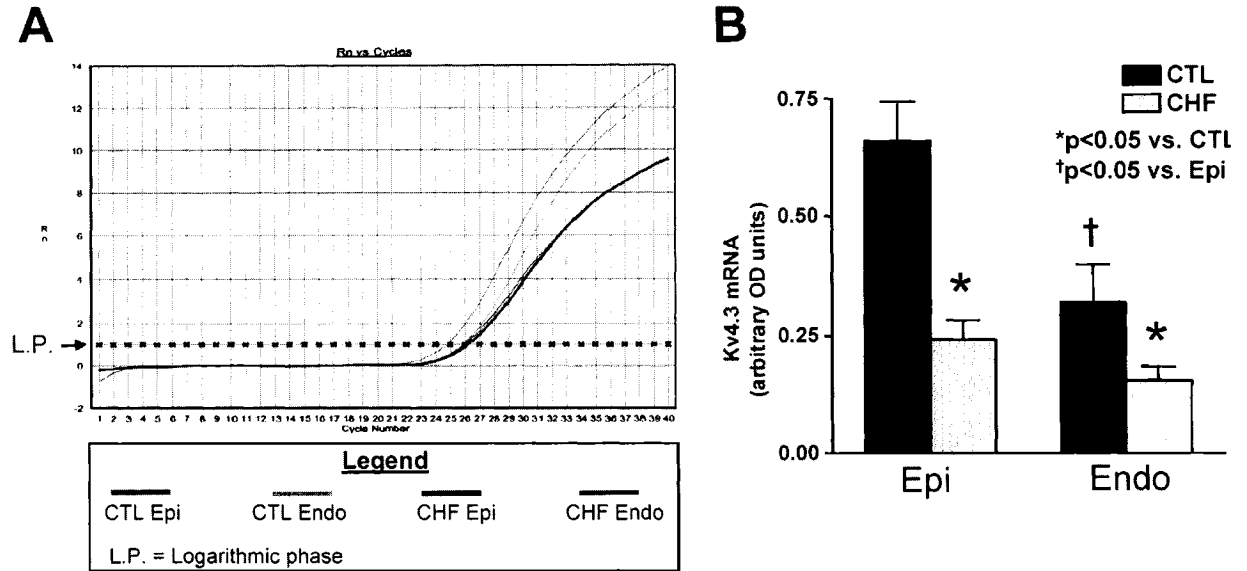 A
Rn vs Cycles
14
12
10
8
6
4
2
0
-2
R
n
L.P.
1 2 3 4 5 6 7 8 9 10 11 12 13 14 15 16 17 18 19 20 21 22 23 24 25 26 27 28 29 30 31 32 33 34 35 36 37 38 39 40
Cycle Number
Legend
CTL Epi
CTL Endo
CHF Epi
CHF Endo
L.P. = Logarithmic phase
B
CTL
CHF
*p<0.05 vs. CTL
†p<0.05 vs. Epi
Kv4.3 mRNA
(arbitrary OD units)
0.75
0.50
0.25
0.00
*
†
*
Epi
Endo